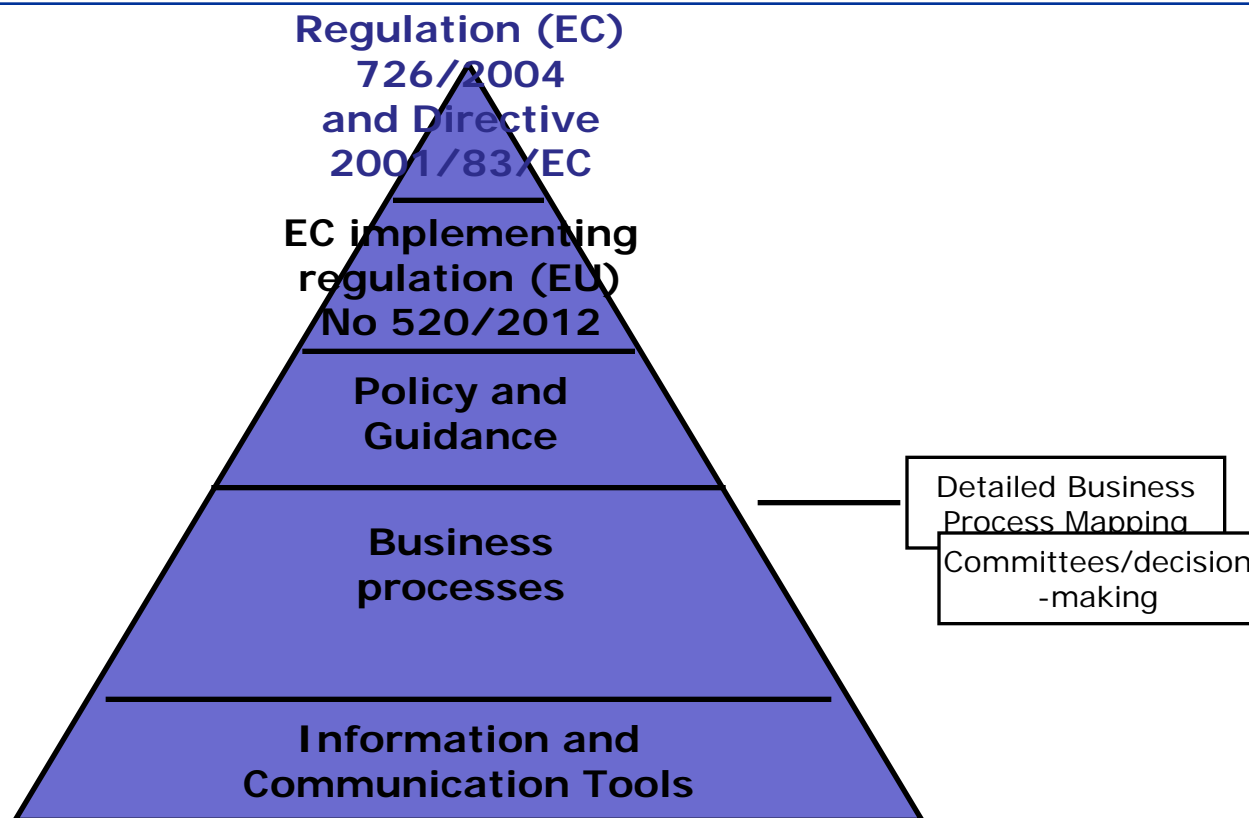 Regulation (EC)
726/2004
and Directive
2001/83/EC
EC implementing
regulation (EU)
No 520/2012
Policy and
Guidance
Business
processes
Detailed Business
Process Mapping
Committees/decision
-making
Information and
Communication Tools